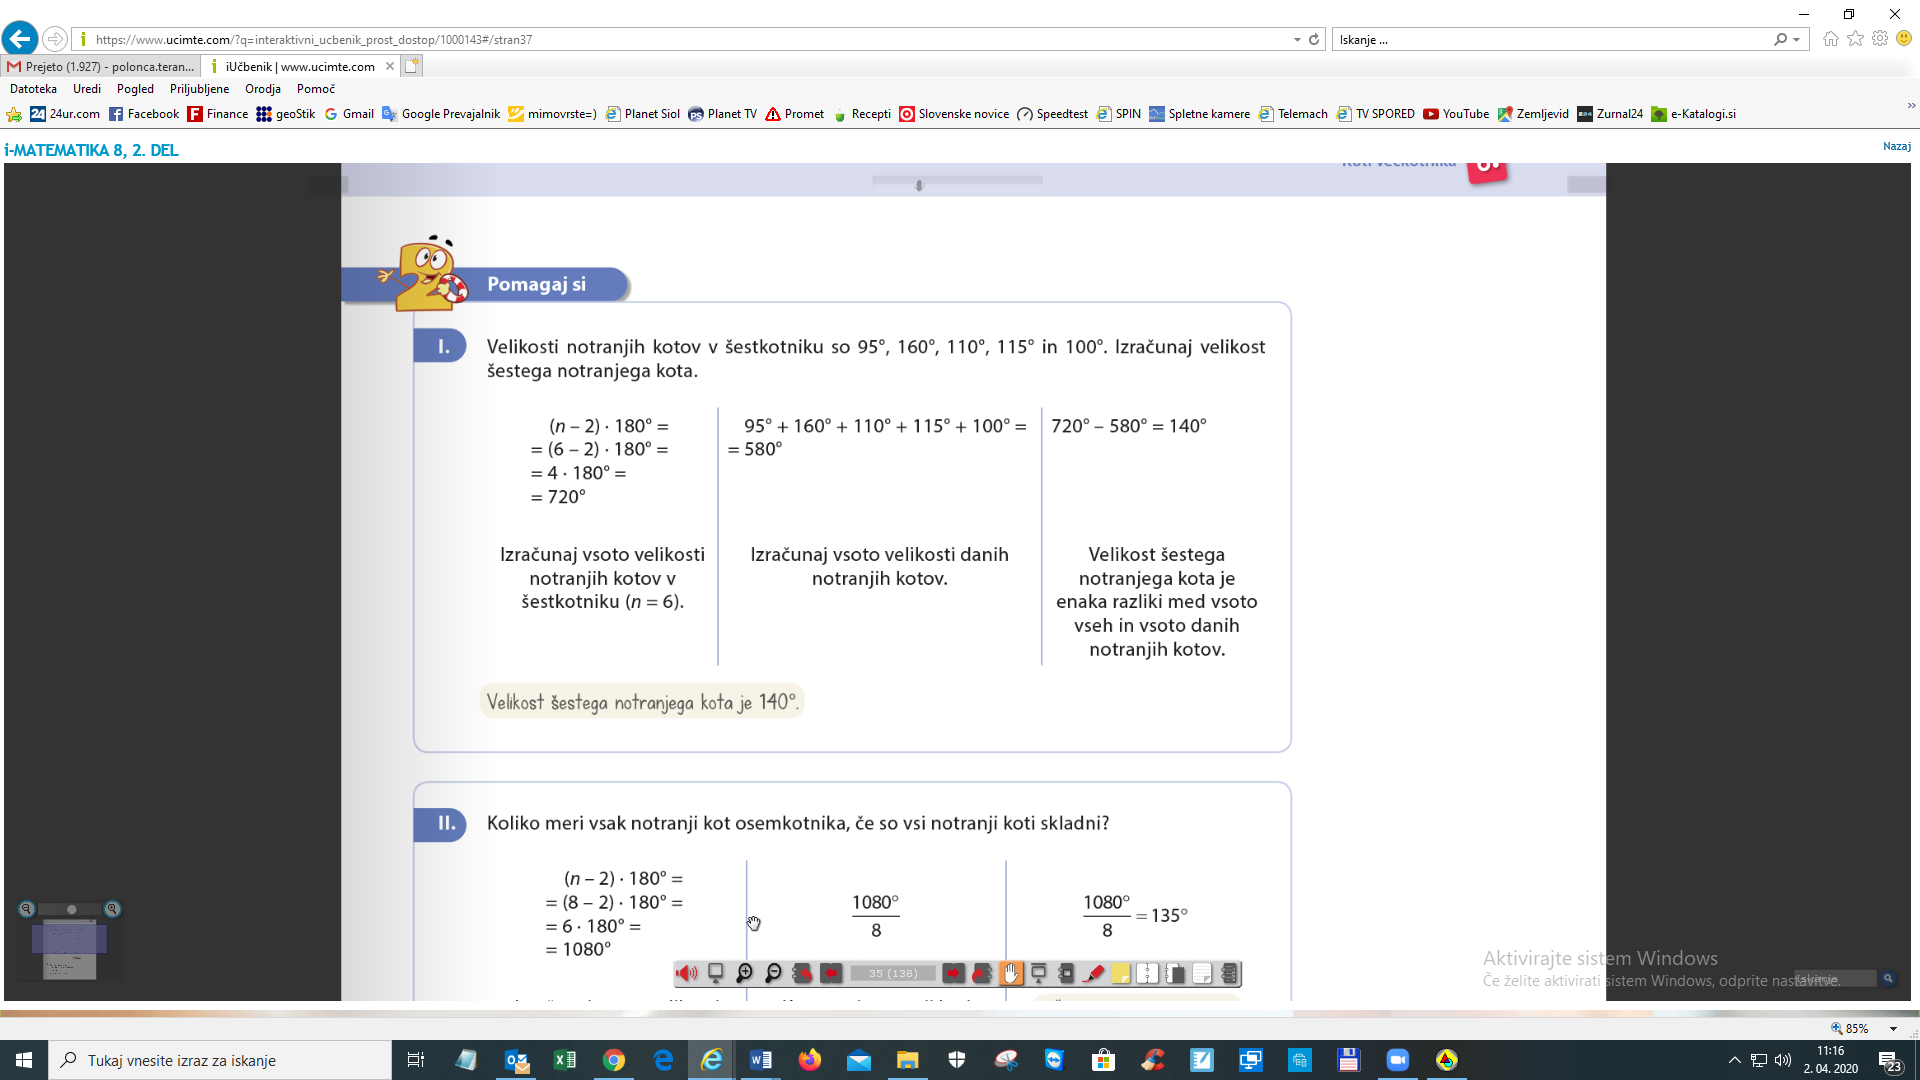 https://www.ucimte.com/?q=interaktivni_ucbenik_prost_dostop/1000143#/stran37
Iskanje ...
Prejeto (1.927) - polonca.teran...
iUčbenik | www.ucimte.com
Datoteka Uredi Pogled Priljubljene Orodja Pomoč
24ur.com Facebook Finance geoStik Gmail Google Prevajalnik mimovrste=) Planet Siol Planet TV Promet Recepti Slovenske novice Speedtest SPIN Spletne kamere Telemach TV SPORED YouTube Zemljevid Zurnal24 e-Katalogi.si
i-MATEMATIKA 8, 2. DEL
Nazaj
Koti večkotnika
Pomagaj si
I.
Velikosti notranjih kotov v šestkotniku so 95°, 160°, 110°, 115° in 100°. Izračunaj velikost
šestega notranjega kota.
(n – 2) · 180° =
= (6 – 2) · 180° =
= 4 · 180° =
= 720°
95° + 160° + 110° + 115° + 100° =
= 580°
720° – 580° = 140°
Izračunaj vsoto velikosti
notranjih kotov v
šestkotniku (n = 6).
Izračunaj vsoto velikosti danih
notranjih kotov.
Velikost šestega
notranjega kota je
enaka razliki med vsoto
vseh in vsoto danih
notranjih kotov.
Velikost šestega notranjega kota je 140°.
II.
Koliko meri vsak notranji kot osemkotnika, če so vsi notranji koti skladni?
(n – 2) · 180° =
= (8 – 2) · 180° =
= 6 · 180° =
= 1080°
1080°
8
1080°
8
= 135°
35 (138)
Aktivirajte sistem Windows
Če želite aktivirati sistem Windows, odprite nastavitve.
85%
Tukaj vnesite izraz za iskanje
11:16
2. 04. 2020
23